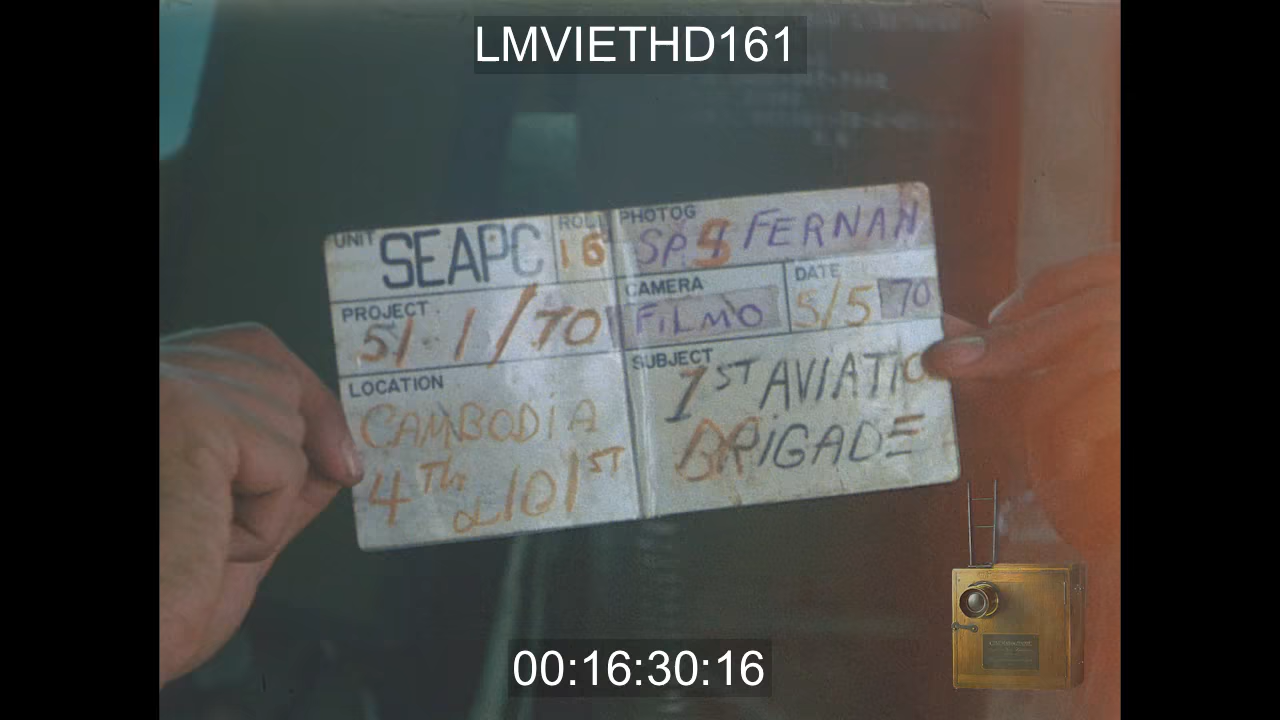 LMVIETHD161
UNIT SEAPC
ROLL 16
PHOTOG
SP FERNAN
PROJECT
51-1/70
CAMERA
FiLMO
DATE
5/5 70
LOCATION
CAMBODiA
4Th & 101ST
SUBJECT
1ST AVIATIO
BRiGADE
00:16:30:16